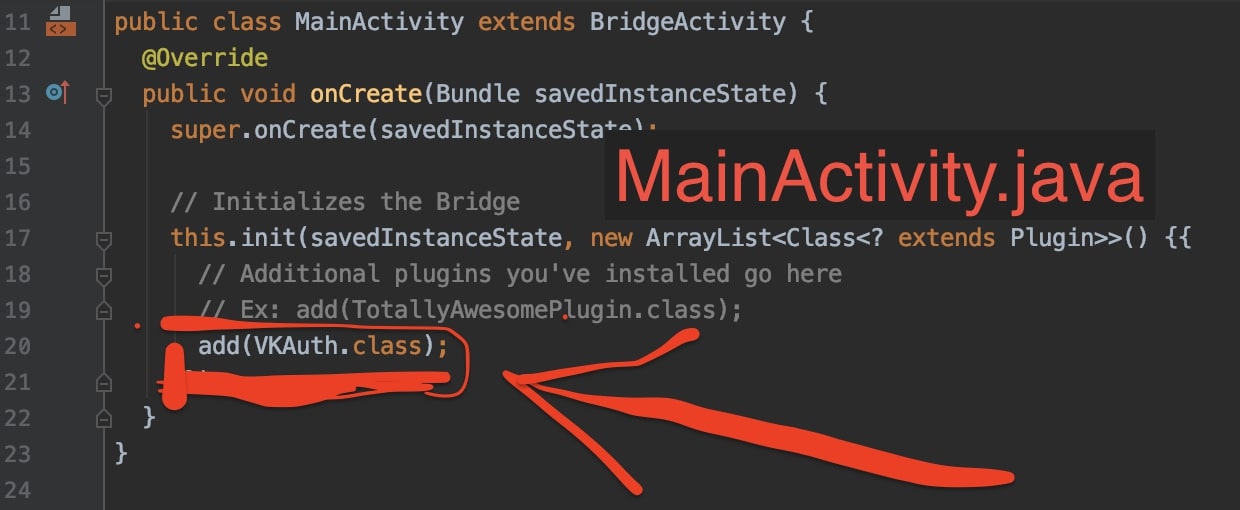 11 public class MainActivity extends BridgeActivity {
12 @Override
13 public void onCreate(Bundle savedInstanceState) {
14 super.onCreate(savedInstanceState);
15
MainActivity.java
16 // Initializes the Bridge
17 this.init(savedInstanceState, new ArrayList<Class<? extends Plugin>>() {{
18 // Additional plugins you've installed go here
19 // Ex: add(TotallyAwesomePlugin.class);
20 add(VKAuth.class);
21
22 }
23 }
24